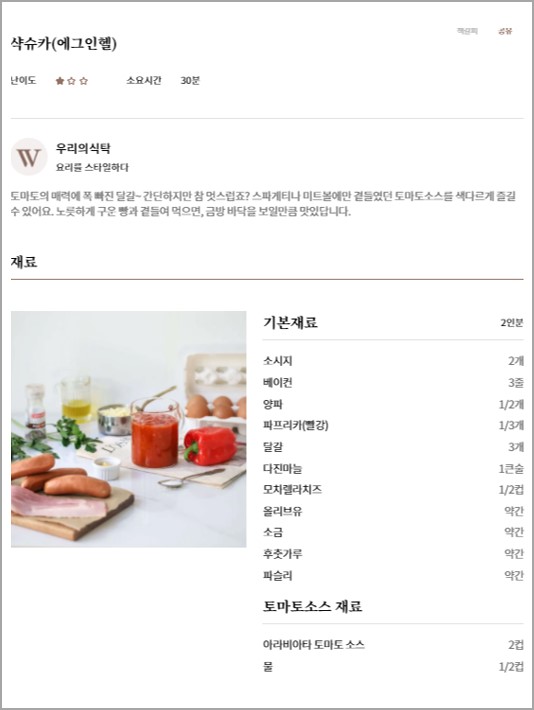 샥슈카(에그인헬)
책갈피 공유
난이도 ★☆☆ 소요시간 30분
W 우리의식탁
요리를 스타일하다
토마토의 매력에 폭 빠진 달걀~ 간단하지만 참 멋스럽죠? 스파게티나 미트볼에만 곁들였던 토마토소스를 색다르게 즐길
수 있어요. 노릇하게 구운 빵과 곁들여 먹으면, 금방 바닥을 보일만큼 맛있답니다.
재료
기본재료 2인분
소시지 2개
베이컨 3줄
양파 1/2개
파프리카(빨강) 1/3개
달걀 3개
다진마늘 1큰술
모차렐라치즈 1/2컵
올리브유 약간
소금 약간
후춧가루 약간
파슬리 약간
토마토소스 재료
아라비아타 토마토 소스 2컵
물 1/2컵